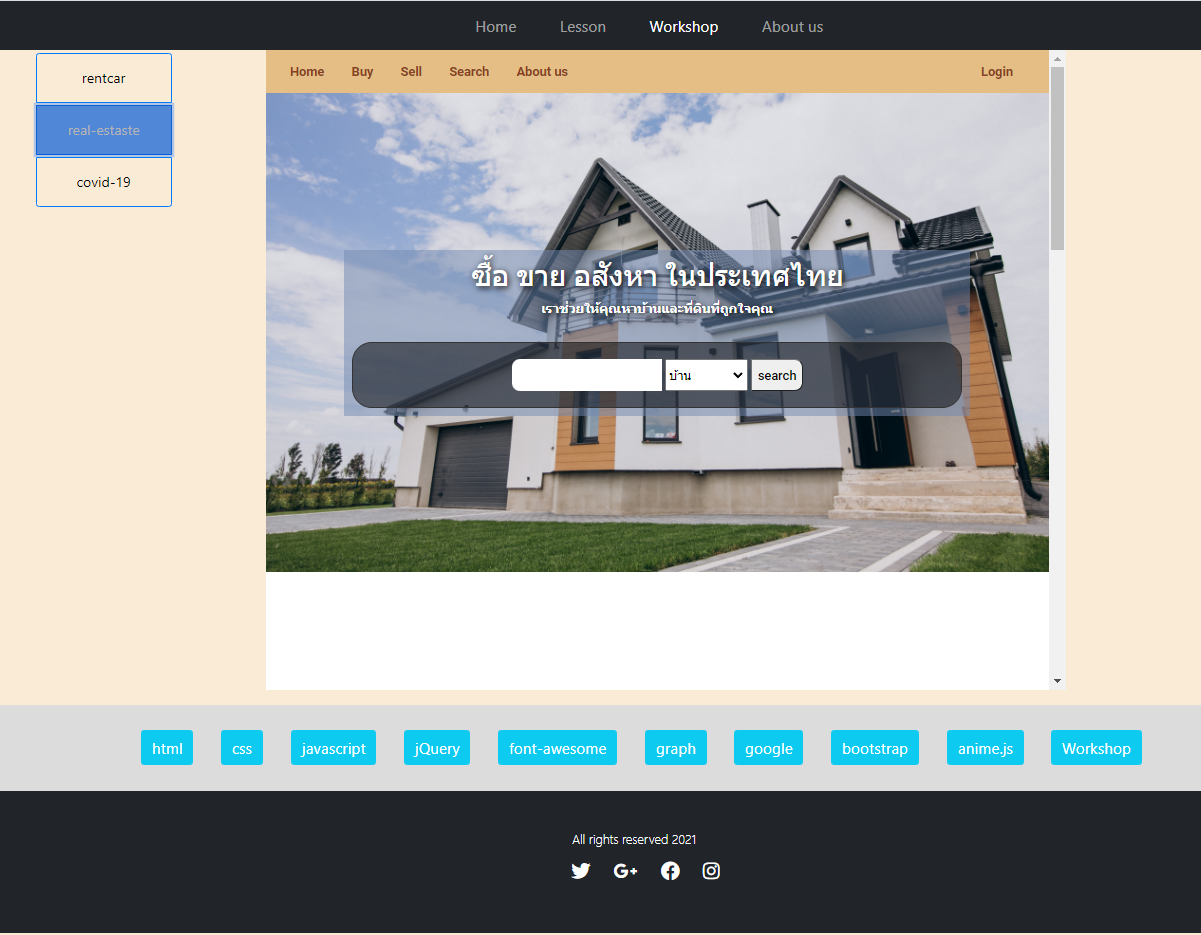 Home Lesson Workshop About us
rentcar
real-estaste
covid-19
Home Buy Sell Search About us Login
ซื้อ ขาย อสังหา ในประเทศไทย
เราช่วยให้คุณหาบ้านและที่ดินที่ถูกใจคุณ
บ้าน search
html css javascript jQuery font-awesome graph google bootstrap anime.js Workshop
All rights reserved 2021